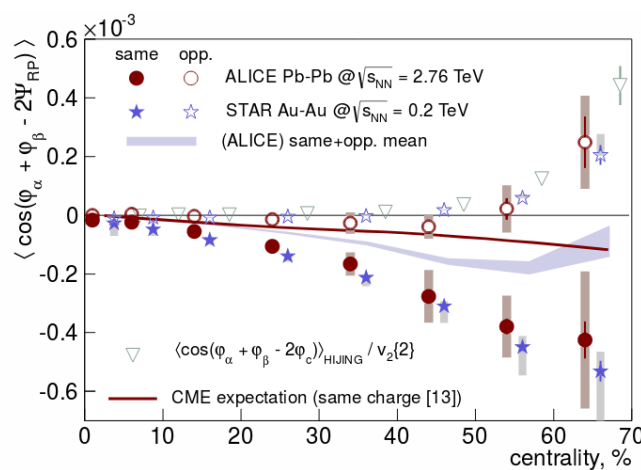 ×10⁻³
0.6
0.4
0.2
0
-0.2
-0.4
-0.6
⟨ cos(φα + φβ - 2ΨRP) ⟩
same opp.
ALICE Pb-Pb @ √sNN = 2.76 TeV
STAR Au-Au @ √sNN = 0.2 TeV
(ALICE) same+opp. mean
⟨cos(φα + φβ - 2φc)⟩HIJING / v2{2}
CME expectation (same charge [13])
0 10 20 30 40 50 60 70
centrality, %